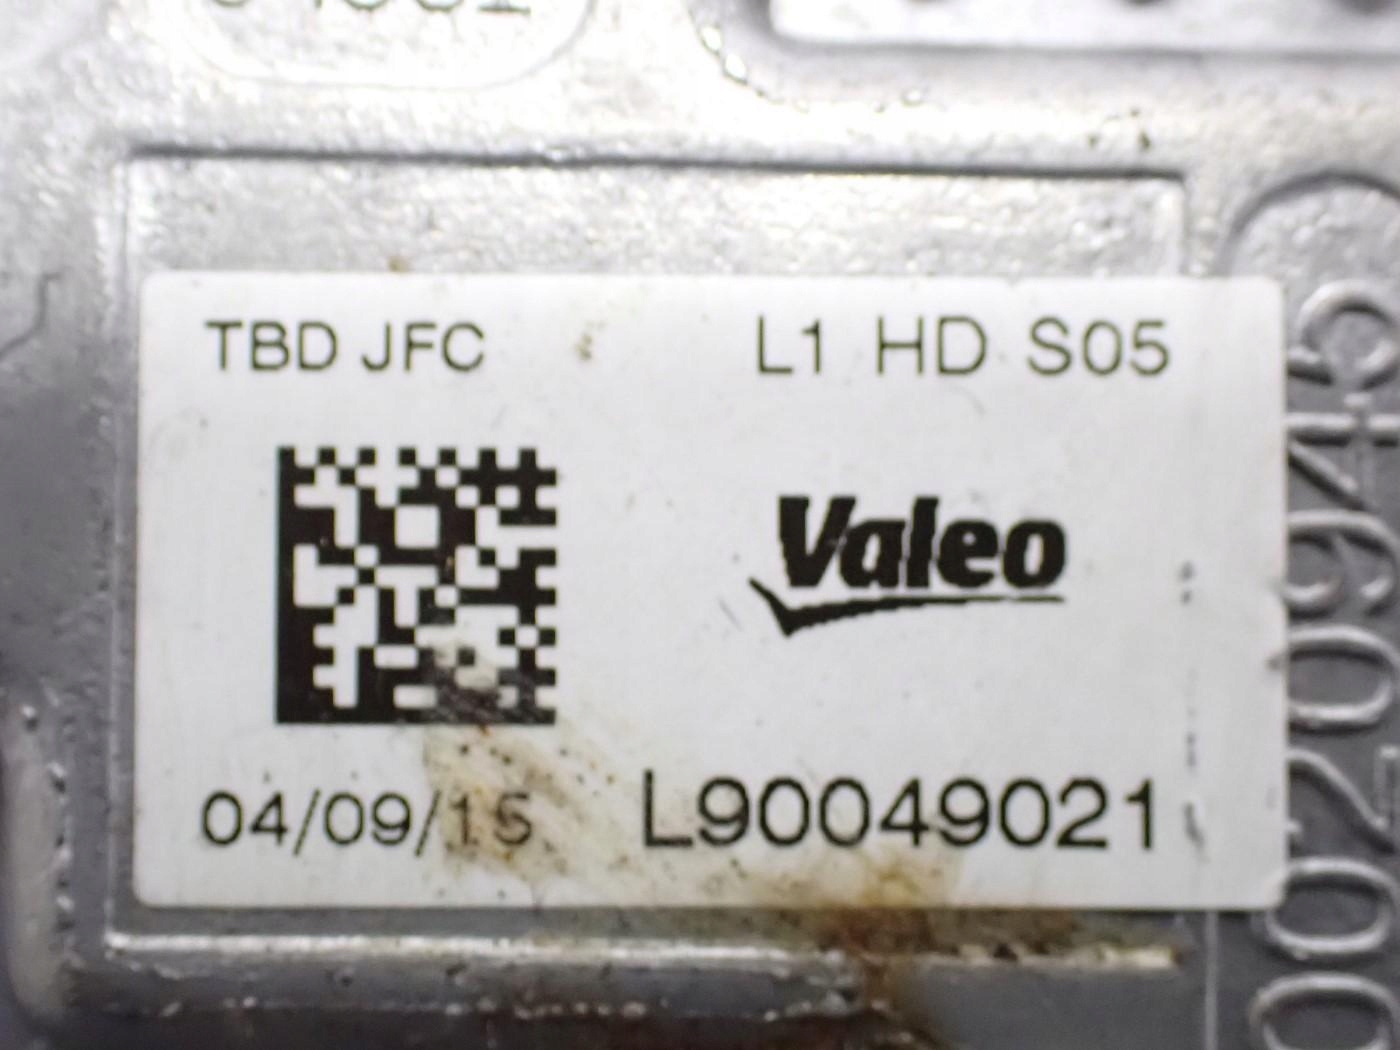 TBD JFC
L1 HD S05
Valeo
04/09/15
L90049021